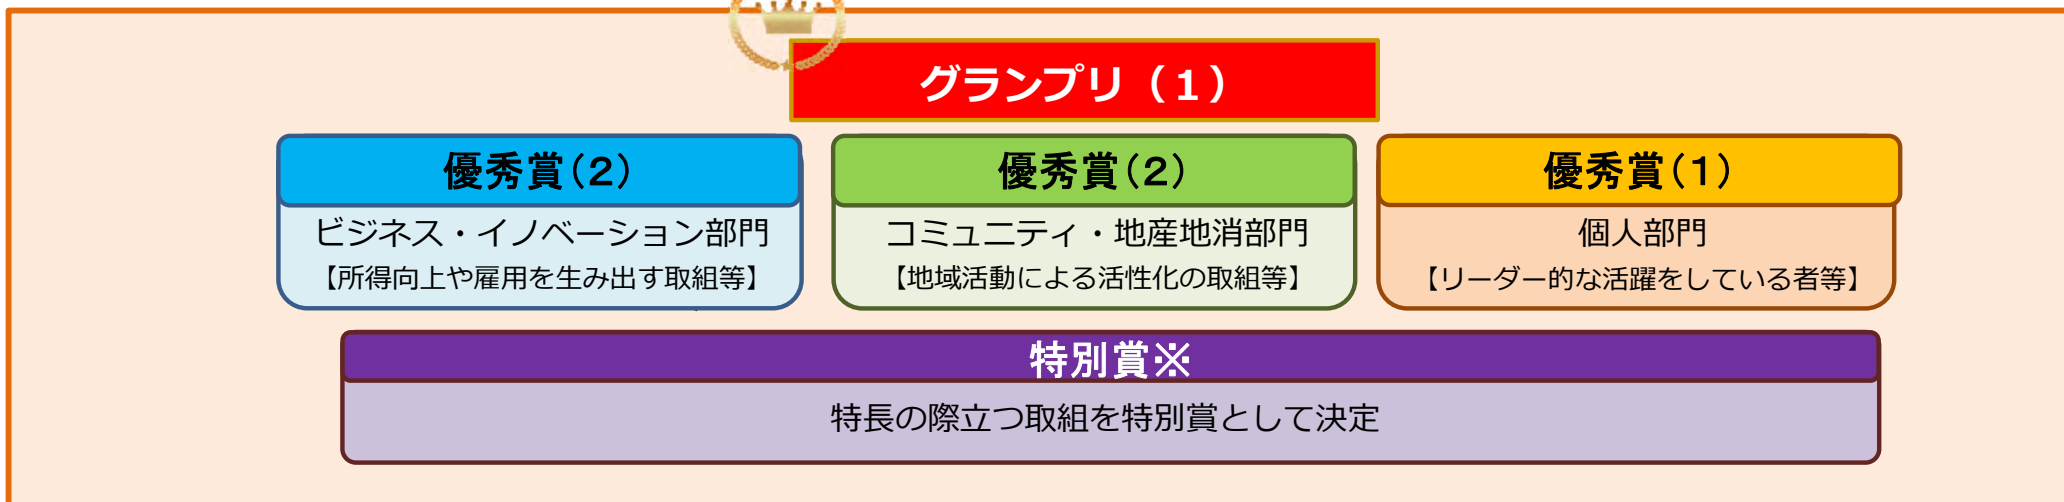 グランプリ（１）
優秀賞（２）
ビジネス・イノベーション部門
【所得向上や雇用を生み出す取組等】
優秀賞（２）
コミュニティ・地産地消部門
【地域活動による活性化の取組等】
優秀賞（１）
個人部門
【リーダー的な活躍をしている者等】
特別賞※
特長の際立つ取組を特別賞として決定